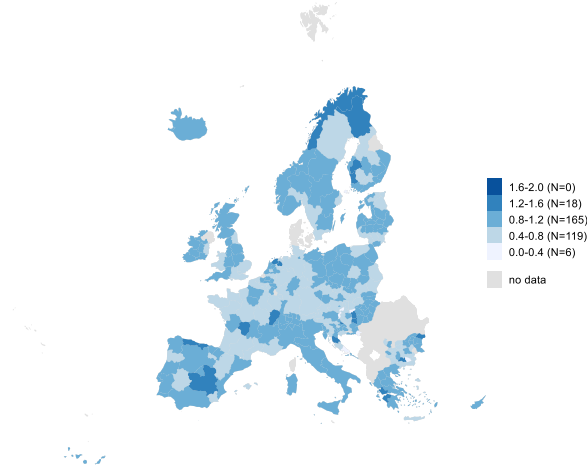 1.6-2.0 (N=0)
1.2-1.6 (N=18)
0.8-1.2 (N=165)
0.4-0.8 (N=119)
0.0-0.4 (N=6)
no data